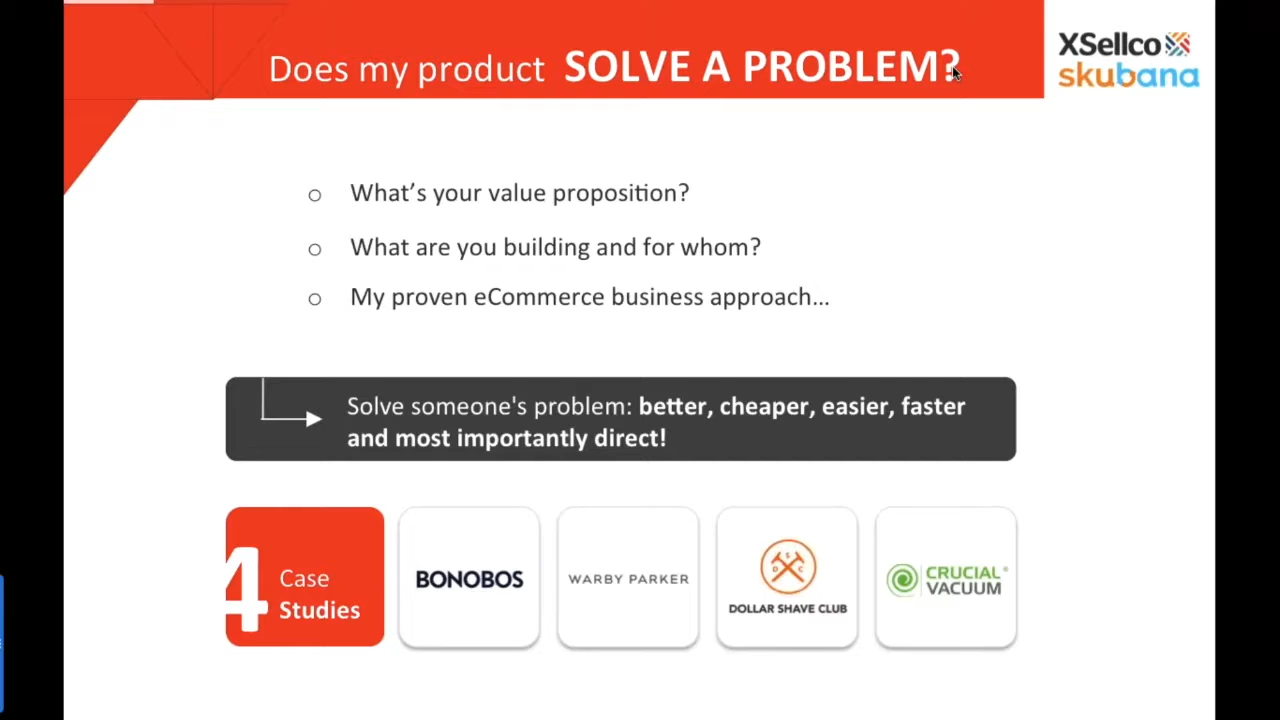 Does my product SOLVE A PROBLEM?
XSellco
skubana
o What's your value proposition?
o What are you building and for whom?
o My proven eCommerce business approach...
Solve someone's problem: better, cheaper, easier, faster
and most importantly direct!
4 Case
Studies
BONOBOS
WARBY PARKER
D S C
DOLLAR SHAVE CLUB
CRUCIAL®
VACUUM